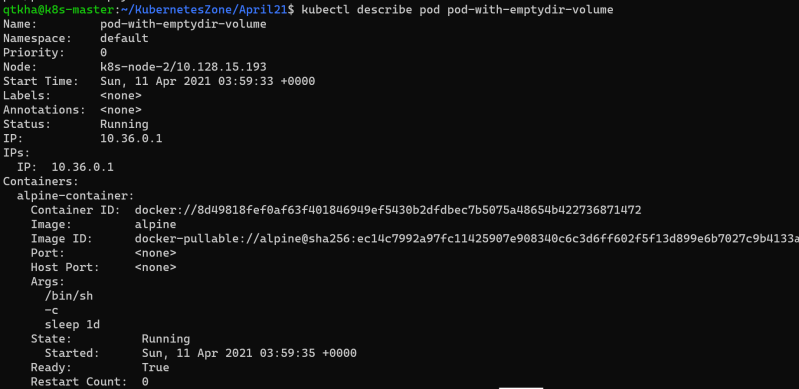 qtkha@k8s-master:~/KubernetesZone/April21$ kubectl describe pod pod-with-emptydir-volume
Name:         pod-with-emptydir-volume
Namespace:    default
Priority:     0
Node:         k8s-node-2/10.128.15.193
Start Time:   Sun, 11 Apr 2021 03:59:33 +0000
Labels:       <none>
Annotations:  <none>
Status:       Running
IP:           10.36.0.1
IPs:
  IP:  10.36.0.1
Containers:
  alpine-container:
    Container ID:  docker://8d49818fef0af63f401846949ef5430b2dfdbec7b5075a48654b422736871472
    Image:         alpine
    Image ID:      docker-pullable://alpine@sha256:ec14c7992a97fc11425907e908340c6c3d6ff602f5f13d899e6b7027c9b4133a
    Port:          <none>
    Host Port:     <none>
    Args:
      /bin/sh
      -c
      sleep 1d
    State:          Running
      Started:      Sun, 11 Apr 2021 03:59:35 +0000
    Ready:          True
    Restart Count:  0